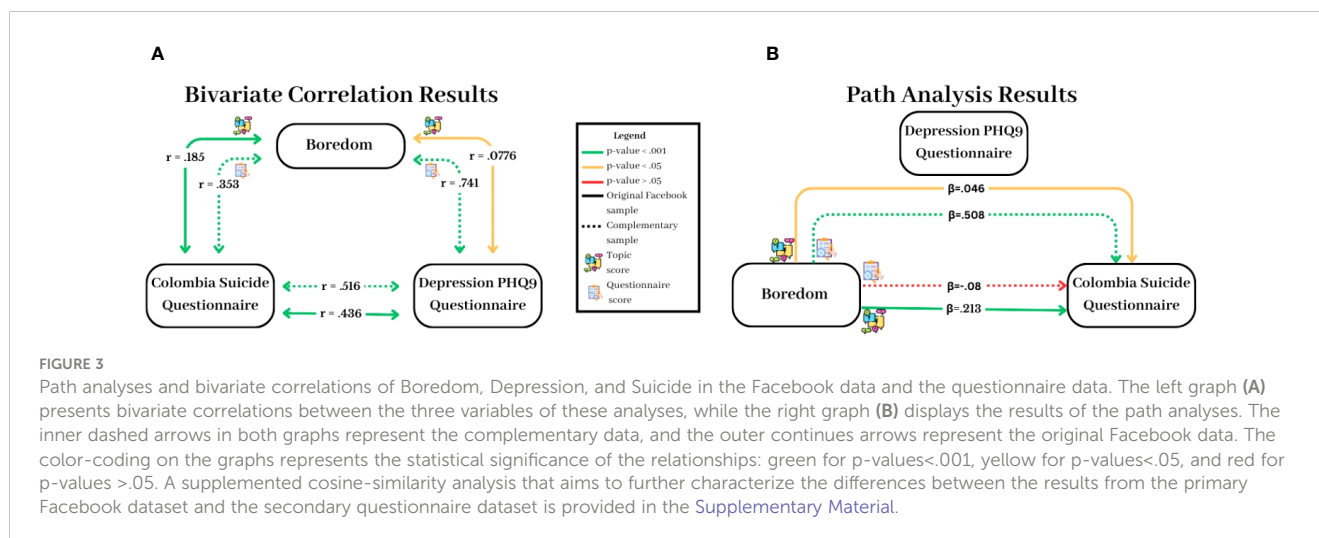 A
Bivariate Correlation Results
Boredom
r = .185
r = .353
r = .0776
r = .741
Colombia Suicide
Questionnaire
r = .516
r = .436
Depression PHQ9
Questionnaire
Legend
p-value < .001
p-value < .05
p-value > .05
Original Facebook
sample
Complementary
sample
Topic
score
Questionnaire
score
B
Path Analysis Results
Depression PHQ9
Questionnaire
β=.046
β=.508
Boredom
β=-.08
β=.213
Colombia Suicide
Questionnaire
FIGURE 3
Path analyses and bivariate correlations of Boredom, Depression, and Suicide in the Facebook data and the questionnaire data. The left graph (A)
presents bivariate correlations between the three variables of these analyses, while the right graph (B) displays the results of the path analyses. The
inner dashed arrows in both graphs represent the complementary data, and the outer continues arrows represent the original Facebook data. The
color-coding on the graphs represents the statistical significance of the relationships: green for p-values<.001, yellow for p-values<.05, and red for
p-values >.05. A supplemented cosine-similarity analysis that aims to further characterize the differences between the results from the primary
Facebook dataset and the secondary questionnaire dataset is provided in the Supplementary Material.